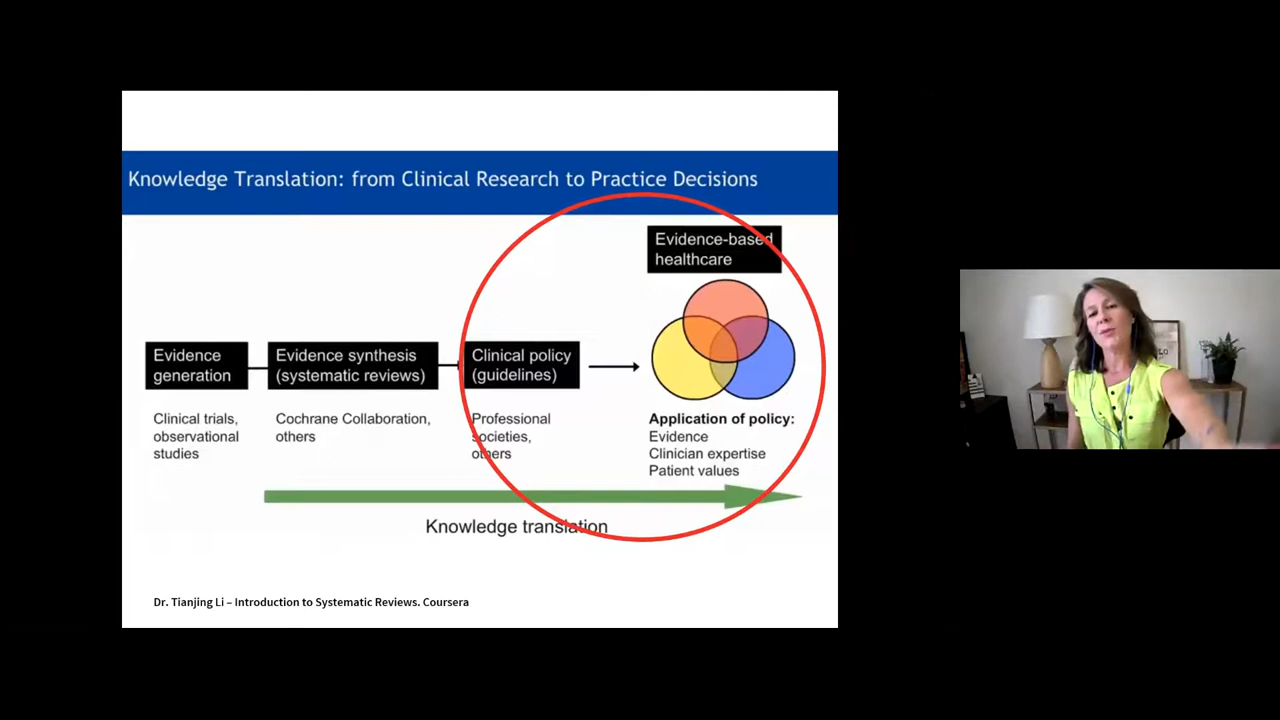 Knowledge Translation: from Clinical Research to Practice Decisions
Evidence-based
healthcare
Evidence
generation
Evidence synthesis
(systematic reviews)
Clinical policy
(guidelines)
Clinical trials,
observational
studies
Cochrane Collaboration,
others
Professional
societies,
others
Application of policy:
Evidence
Clinician expertise
Patient values
Knowledge translation
Dr. Tianjing Li – Introduction to Systematic Reviews. Coursera